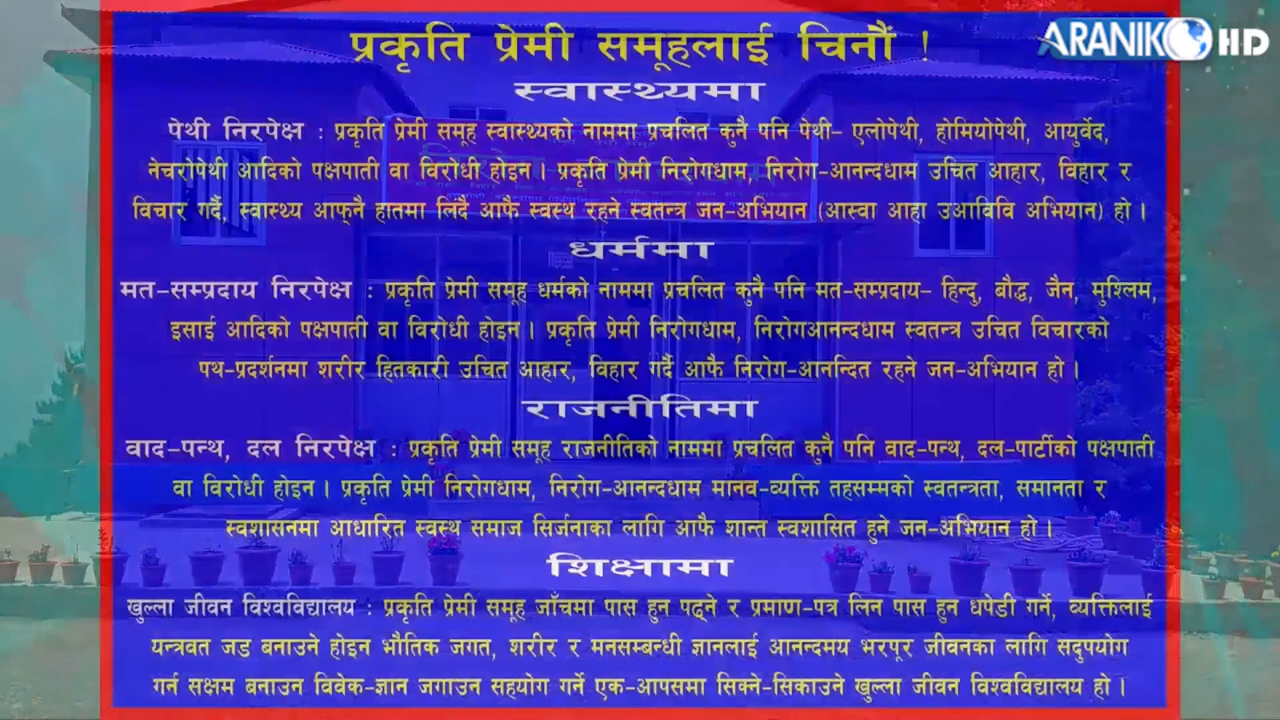 प्रकृति प्रेमी समूहलाई चिनौं !
ARANIKO HD
स्वास्थ्यमा
पेथी निरपेक्ष : प्रकृति प्रेमी समूह स्वास्थ्यको नाममा प्रचलित कुनै पनि पेथी– एलोपेथी, होमियोपेथी, आयुर्वेद,
नेचरोपेथी आदिको पक्षपाती वा विरोधी होइन । प्रकृति प्रेमी निरोगधाम, निरोग–आनन्दधाम उचित आहार, विहार र
विचार गर्दै, स्वास्थ्य आफ्‌नै हातमा लिँदै आफै स्वस्थ रहने स्वतन्त्र जन–अभियान (आस्वा आहा उआविवि अभियान) हो ।
धर्ममा
मत–सम्प्रदाय निरपेक्ष : प्रकृति प्रेमी समूह धर्मको नाममा प्रचलित कुनै पनि मत–सम्प्रदाय– हिन्दु, बौद्ध, जैन, मुश्लिम,
इसाई आदिको पक्षपाती वा विरोधी होइन । प्रकृति प्रेमी निरोगधाम, निरोगआनन्दधाम स्वतन्त्र उचित विचारको
पथ–प्रदर्शनमा शरीर हितकारी उचित आहार, विहार गर्दै आफै निरोग–आनन्दित रहने जन–अभियान हो ।
राजनीतिमा
वाद–पन्थ, दल निरपेक्ष : प्रकृति प्रेमी समूह राजनीतिको नाममा प्रचलित कुनै पनि वाद–पन्थ, दल–पार्टीको पक्षपाती
वा विरोधी होइन । प्रकृति प्रेमी निरोगधाम, निरोग–आनन्दधाम मानव–व्यक्ति तहसम्मको स्वतन्त्रता, समानता र
स्वशासनमा आधारित स्वस्थ समाज सिर्जनाका लागि आफै शान्त स्वशासित हुने जन–अभियान हो ।
शिक्षामा
खुल्ला जीवन विश्वविद्यालय : प्रकृति प्रेमी समूह जाँचमा पास हुन पढ्ने र प्रमाण–पत्र लिन पास हुन धपेडी गर्ने, व्यक्तिलाई
यन्त्रवत जड बनाउने होइन भौतिक जगत, शरीर र मनसम्बन्धी ज्ञानलाई आनन्दमय भरपूर जीवनका लागि सदुपयोग
गर्न सक्षम बनाउन विवेक–ज्ञान जगाउन सहयोग गर्ने एक–आपसमा सिक्ने–सिकाउने खुल्ला जीवन विश्वविद्यालय हो ।